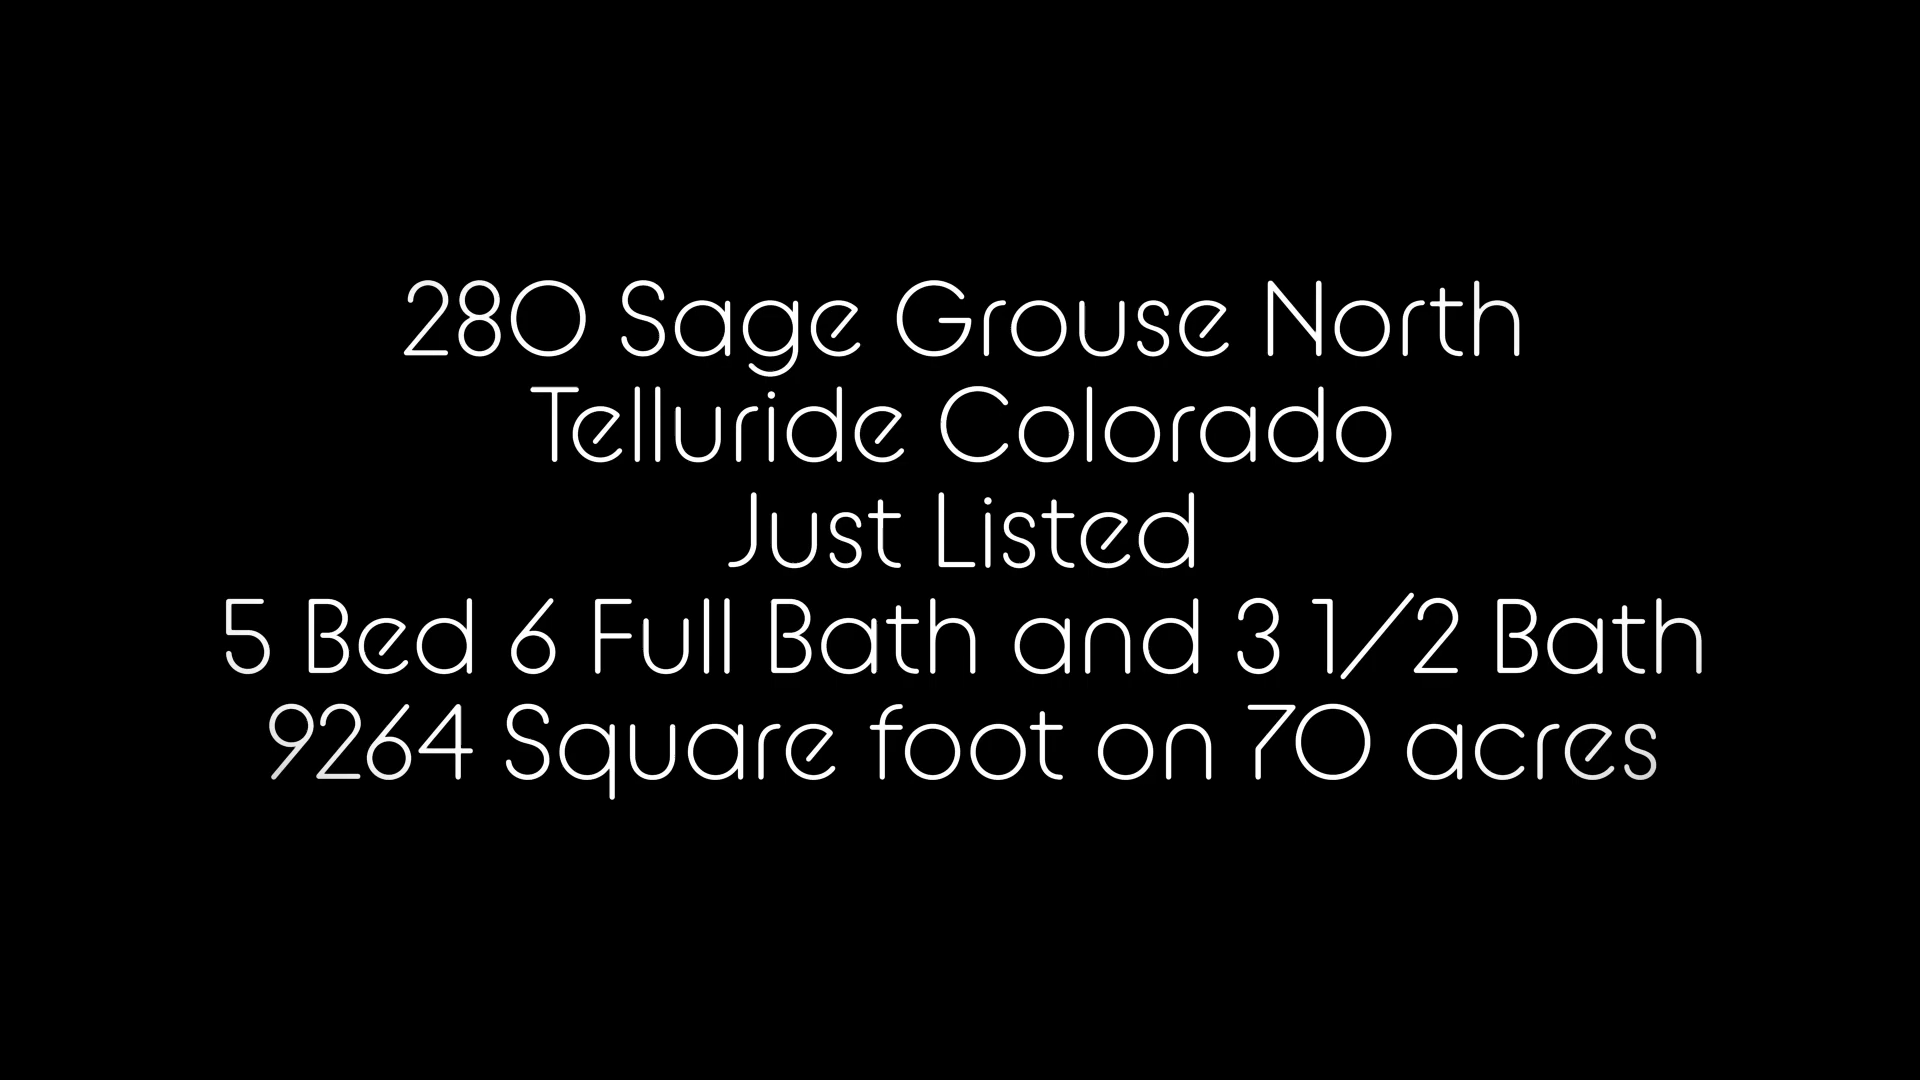 280 Sage Grouse North
Telluride Colorado
Just Listed
5 Bed 6 Full Bath and 3 1/2 Bath
9264 Square foot on 70 acres